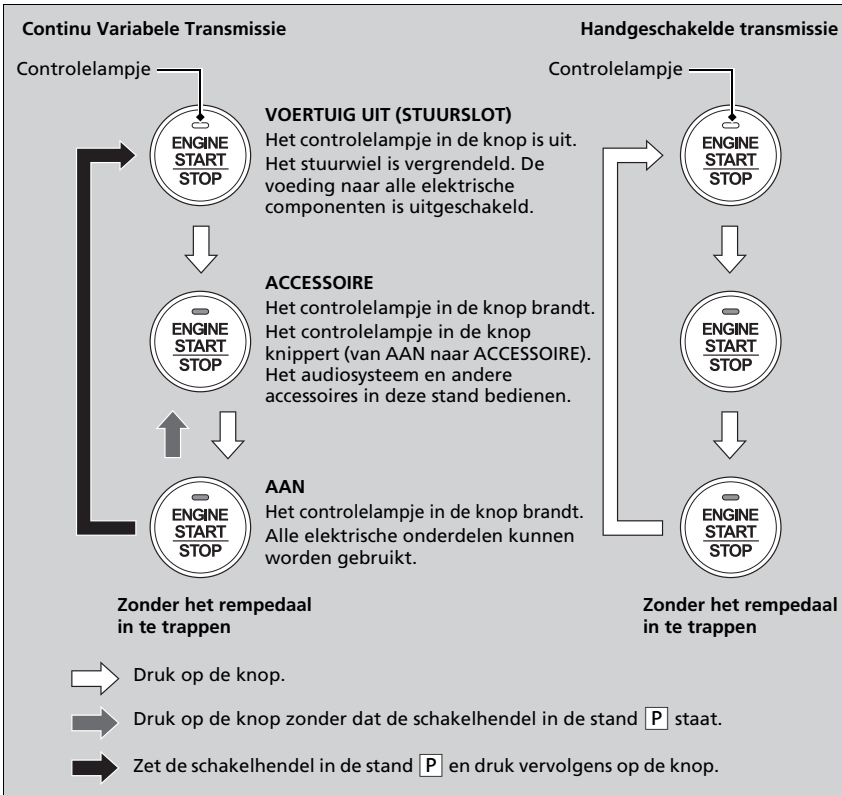 Continu Variabele Transmissie
Handgeschakelde transmissie
Controlelampje
Controlelampje
ENGINE
START
STOP
VOERTUIG UIT (STUURSLOT)
Het controlelampje in de knop is uit.
Het stuurwiel is vergrendeld. De
voeding naar alle elektrische
componenten is uitgeschakeld.
ENGINE
START
STOP
ENGINE
START
STOP
ACCESSOIRE
Het controlelampje in de knop brandt.
Het controlelampje in de knop
knippert (van AAN naar ACCESSOIRE).
Het audiosysteem en andere
accessoires in deze stand bedienen.
ENGINE
START
STOP
ENGINE
START
STOP
AAN
Het controlelampje in de knop brandt.
Alle elektrische onderdelen kunnen
worden gebruikt.
ENGINE
START
STOP
Zonder het rempedaal
in te trappen
Zonder het rempedaal
in te trappen
Druk op de knop.
Druk op de knop zonder dat de schakelhendel in de stand P staat.
Zet de schakelhendel in de stand P en druk vervolgens op de knop.